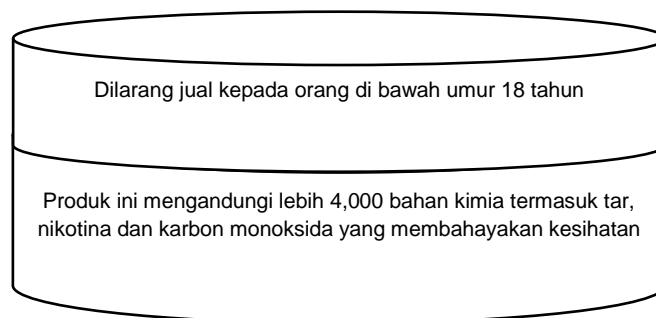 Dilarang jual kepada orang di bawah umur 18 tahun
Produk ini mengandungi lebih 4,000 bahan kimia termasuk tar,
nikotina dan karbon monoksida yang membahayakan kesihatan